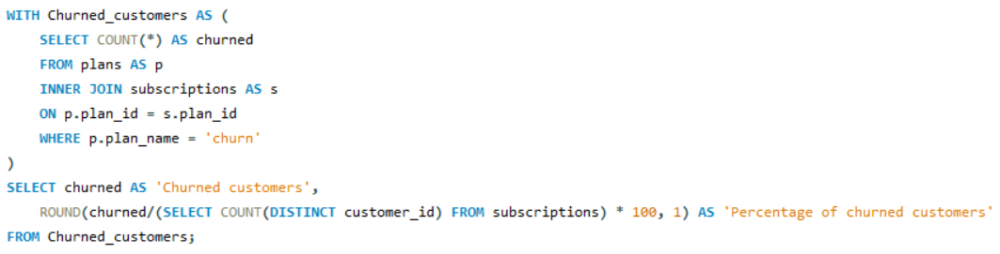 WITH Churned_customers AS (
    SELECT COUNT(*) AS churned
    FROM plans AS p
    INNER JOIN subscriptions AS s
    ON p.plan_id = s.plan_id
    WHERE p.plan_name = 'churn'
)
SELECT churned AS 'Churned customers',
    ROUND(churned/(SELECT COUNT(DISTINCT customer_id) FROM subscriptions) * 100, 1) AS 'Percentage of churned customers'
FROM Churned_customers;